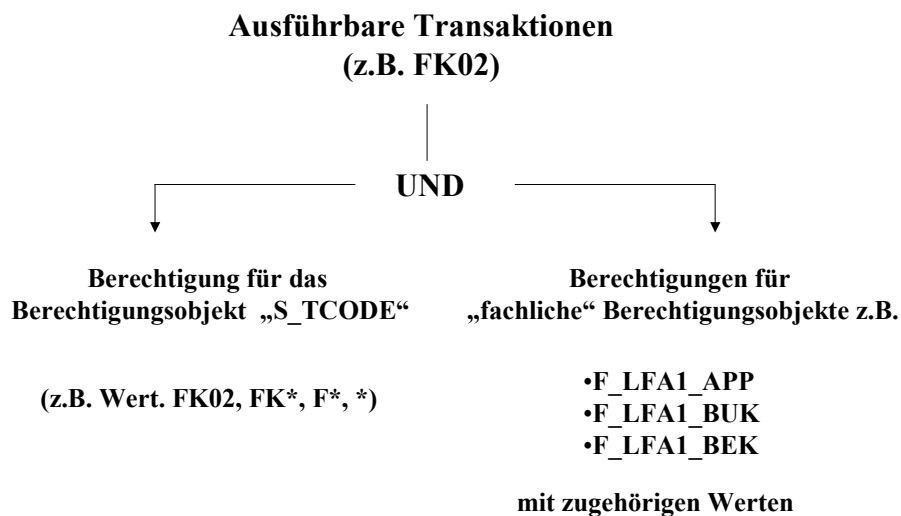 Ausführbare Transaktionen
(z.B. FK02)
UND
Berechtigung für das
Berechtigungsobjekt „S_TCODE“
(z.B. Wert. FK02, FK*, F*, *)
Berechtigungen für
„fachliche“ Berechtigungsobjekte z.B.
•F_LFA1_APP
•F_LFA1_BUK
•F_LFA1_BEK
mit zugehörigen Werten